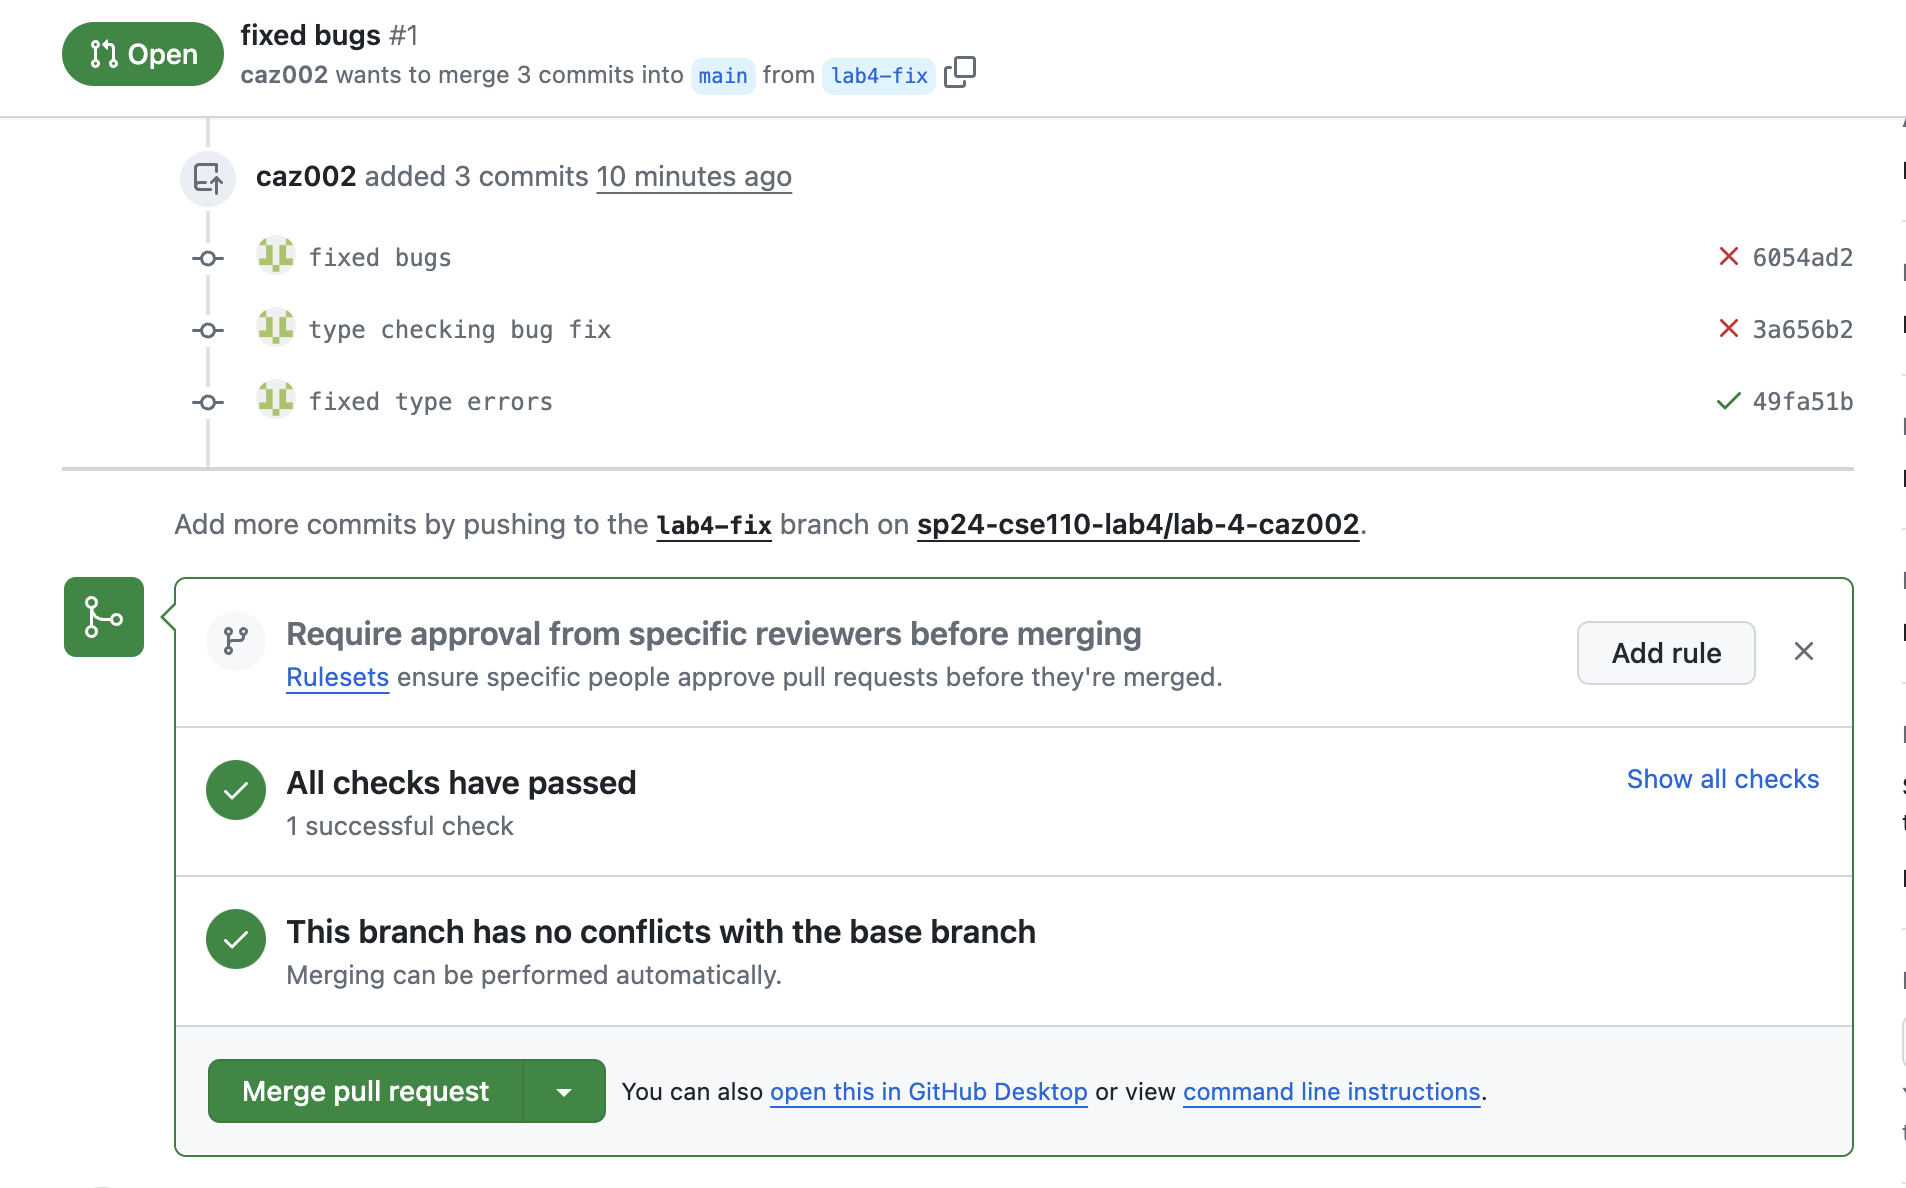 Open
fixed bugs #1
caz002 wants to merge 3 commits into main from lab4-fix
caz002 added 3 commits 10 minutes ago
fixed bugs 6054ad2
type checking bug fix 3a656b2
fixed type errors 49fa51b
Add more commits by pushing to the lab4-fix branch on sp24-cse110-lab4/lab-4-caz002.
Require approval from specific reviewers before merging
Rulesets ensure specific people approve pull requests before they're merged.
Add rule
All checks have passed
1 successful check
Show all checks
This branch has no conflicts with the base branch
Merging can be performed automatically.
Merge pull request
You can also open this in GitHub Desktop or view command line instructions.